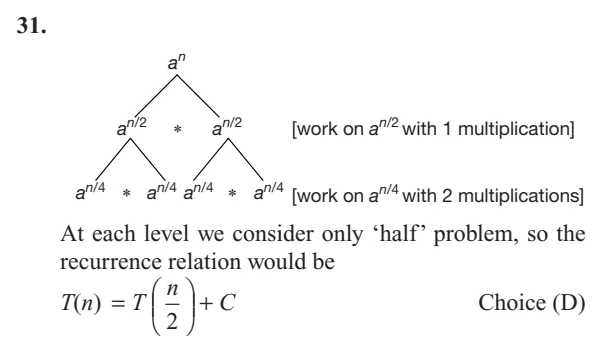 31.
aⁿ
a^{n/2} * a^{n/2} [work on a^{n/2} with 1 multiplication]
a^{n/4} * a^{n/4} a^{n/4} * a^{n/4} [work on a^{n/4} with 2 multiplications]
At each level we consider only ‘half’ problem, so the
recurrence relation would be
T(n) = T(n/2) + C Choice (D)